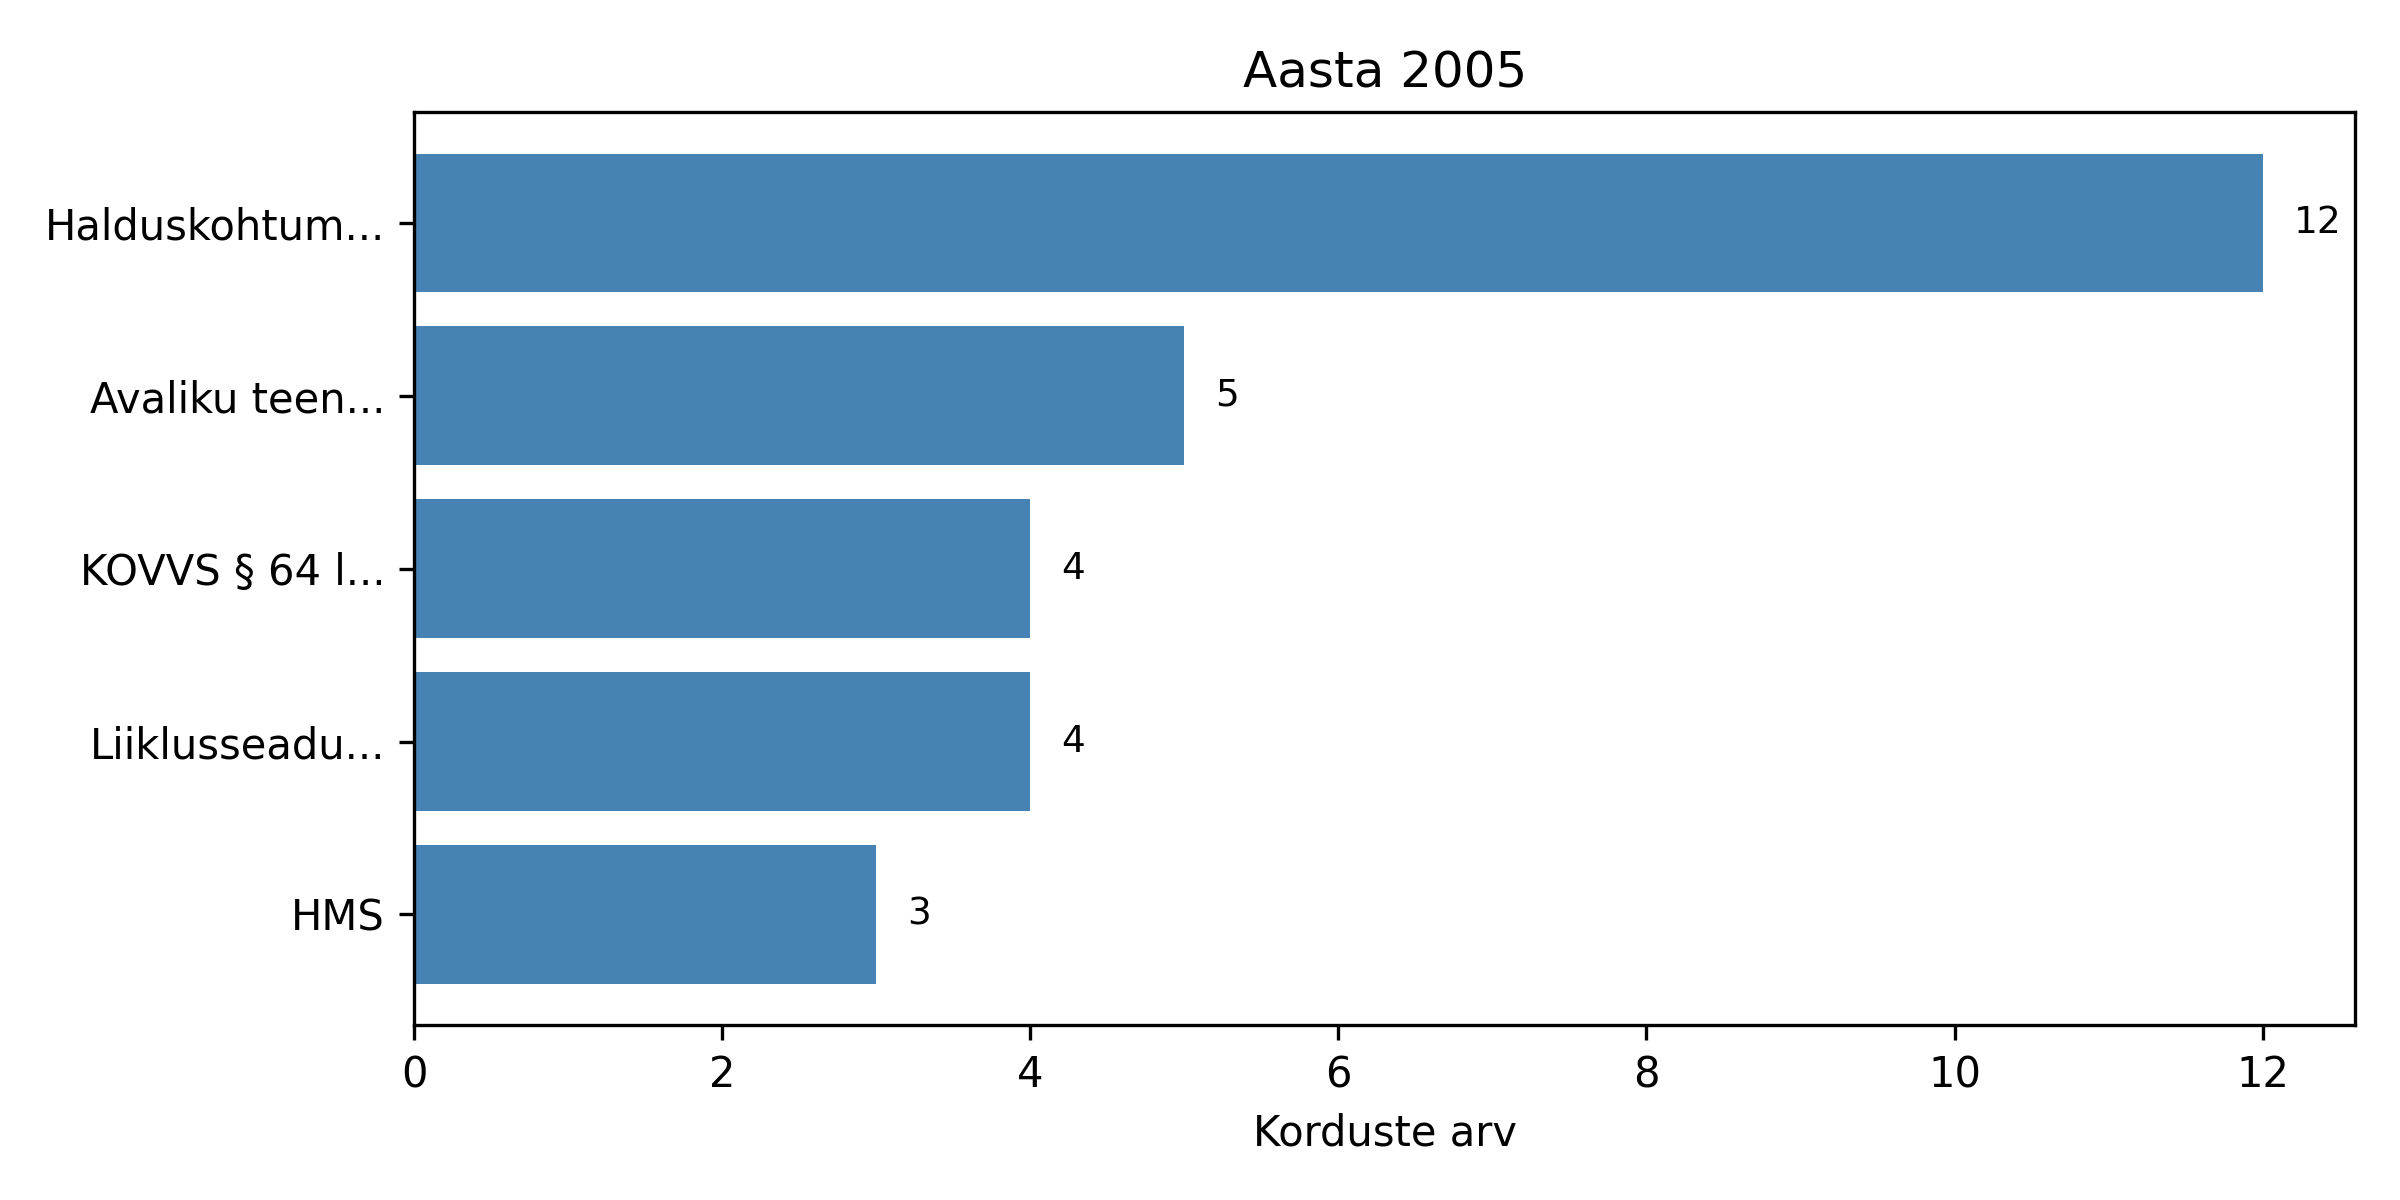 Aasta 2005
Halduskohtum...
12
Avaliku teen...
5
KOVVS § 64 l...
4
Liiklusseadu...
4
HMS
3
0 2 4 6 8 10 12
Korduste arv